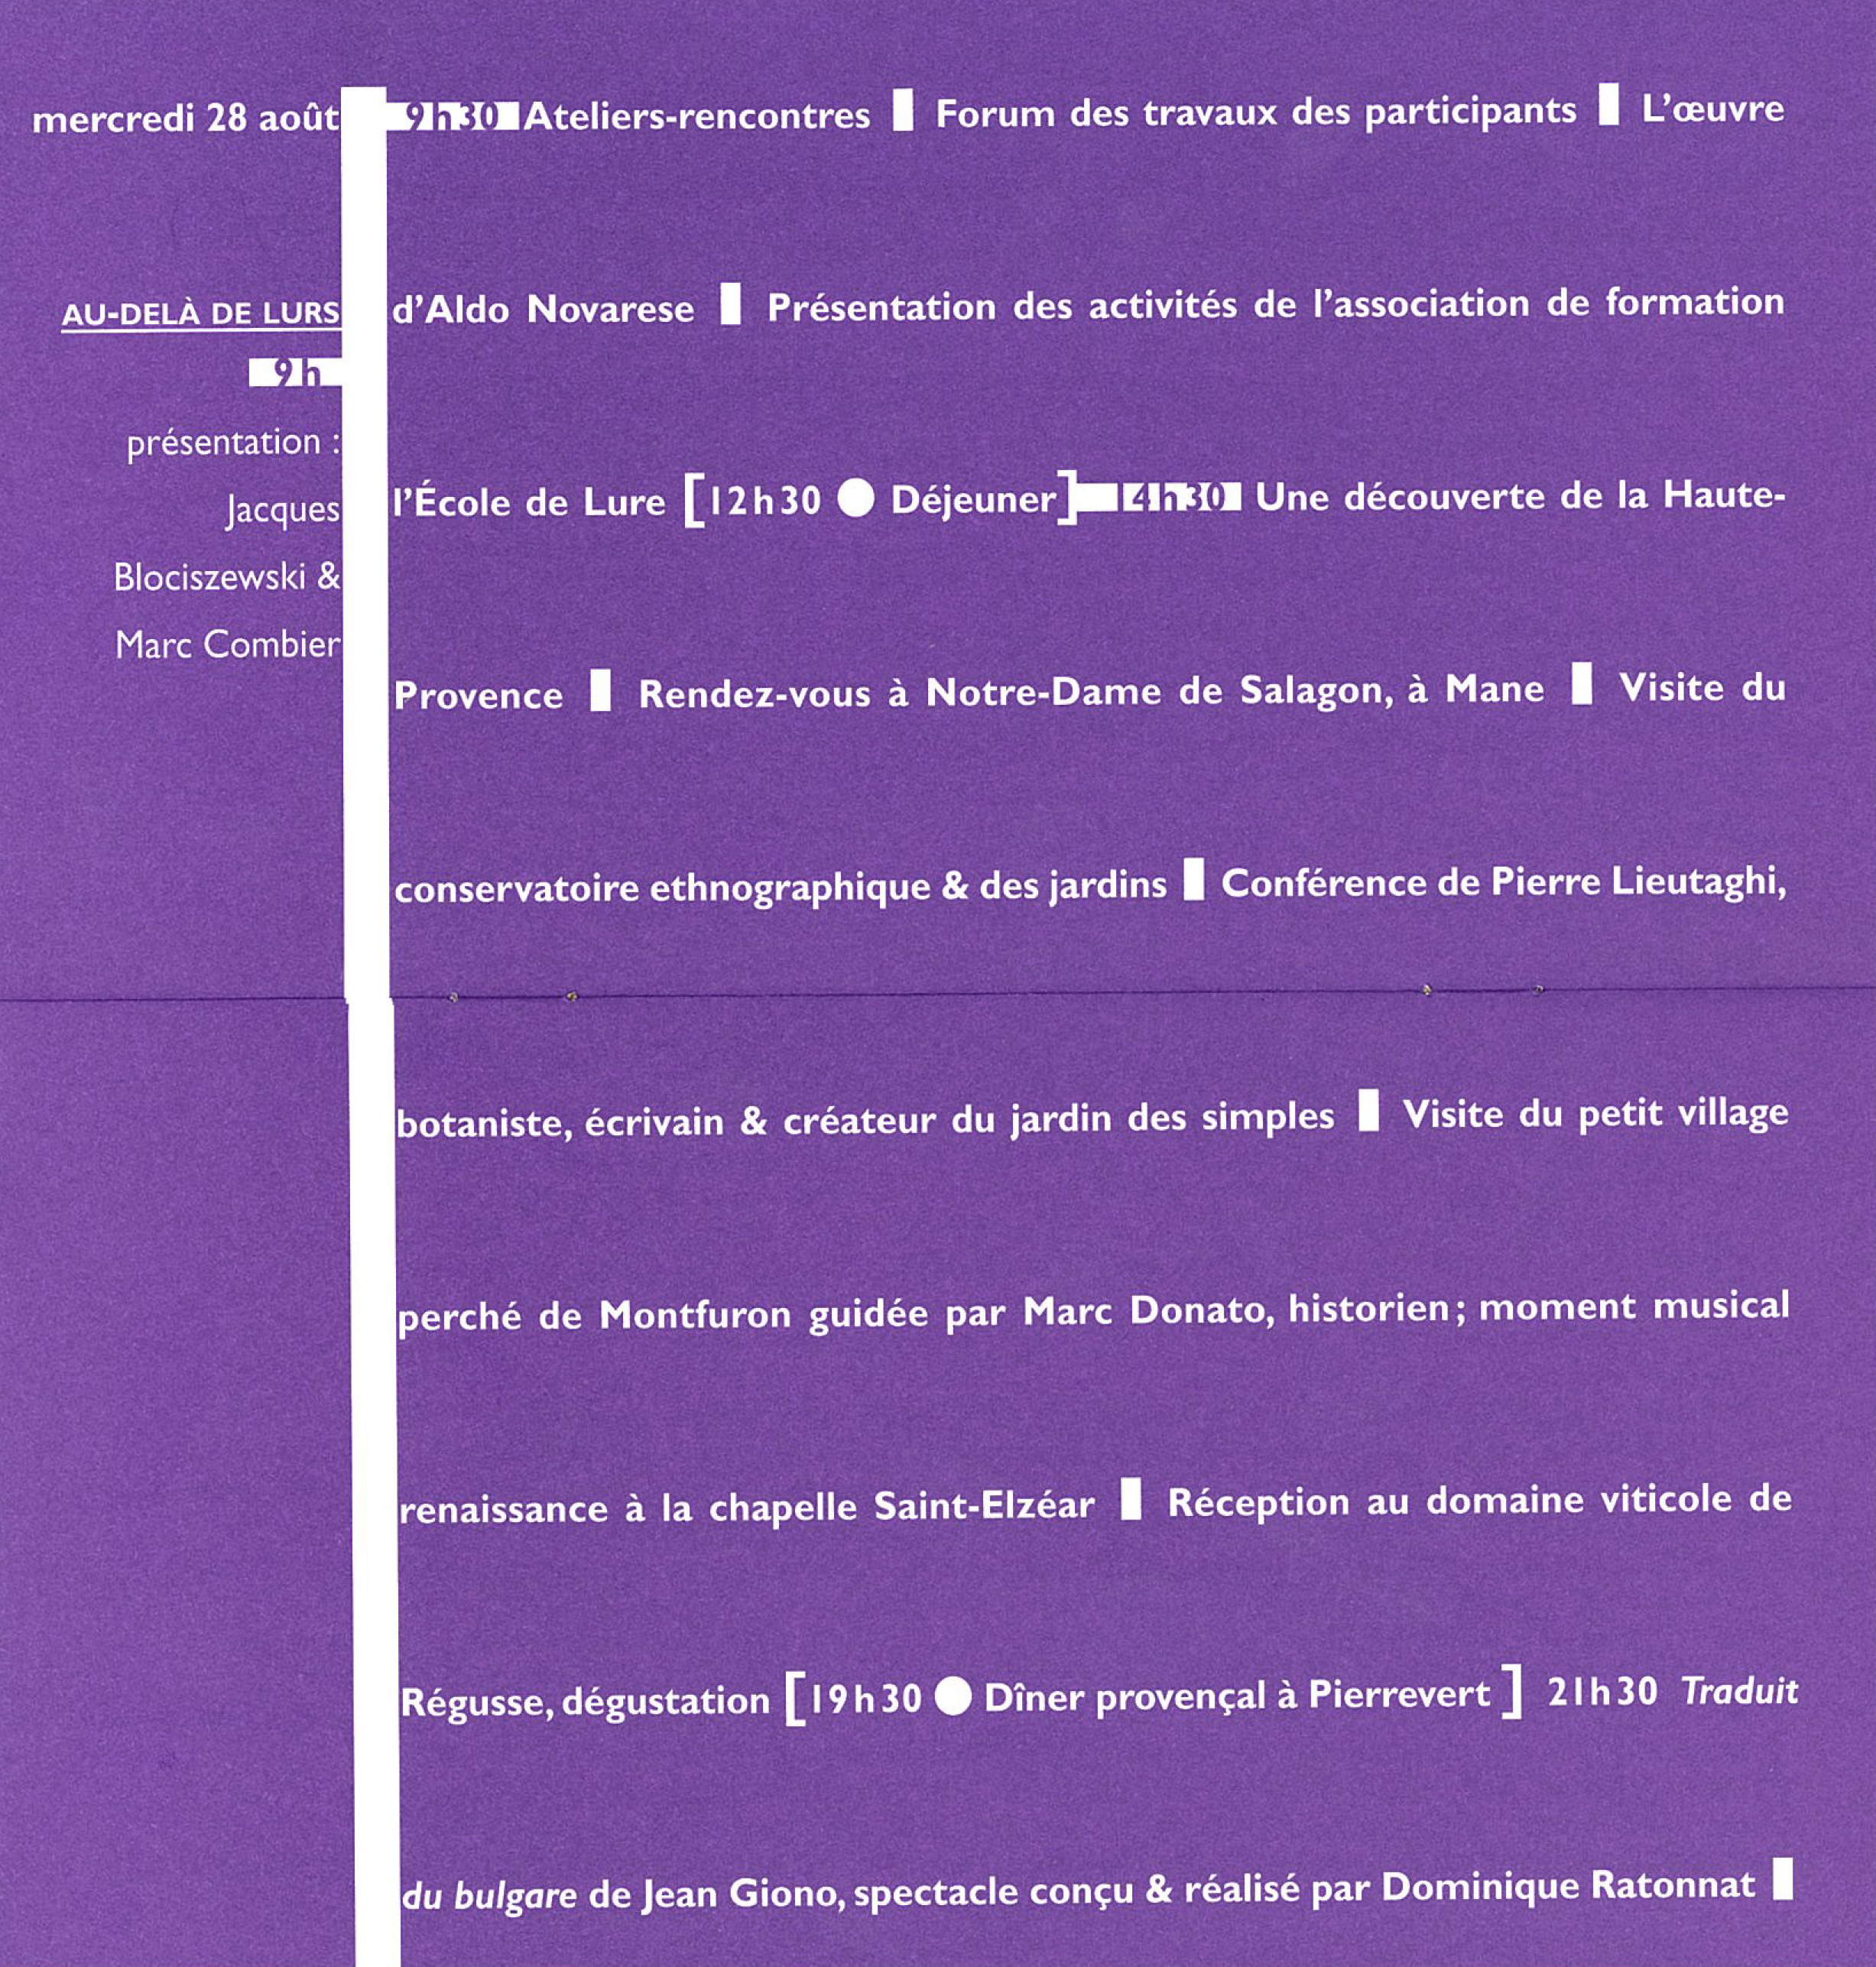 mercredi 28 août
AU-DELÀ DE LURS
9h
présentation :
Jacques
Blociszewski &
Marc Combier
9h30 Ateliers-rencontres ▌ Forum des travaux des participants ▌ L’œuvre
d’Aldo Novarese ▌ Présentation des activités de l’association de formation
l’École de Lure [12h30 ● Déjeuner] 14h30 Une découverte de la Haute-
Provence ▌ Rendez-vous à Notre-Dame de Salagon, à Mane ▌ Visite du
conservatoire ethnographique & des jardins ▌ Conférence de Pierre Lieutaghi,
botaniste, écrivain & créateur du jardin des simples ▌ Visite du petit village
perché de Montfuron guidée par Marc Donato, historien ; moment musical
renaissance à la chapelle Saint-Elzéar ▌ Réception au domaine viticole de
Régusse, dégustation [19h30 ● Dîner provençal à Pierrevert] 21h30 Traduit
du bulgare de Jean Giono, spectacle conçu & réalisé par Dominique Ratonnat ▌